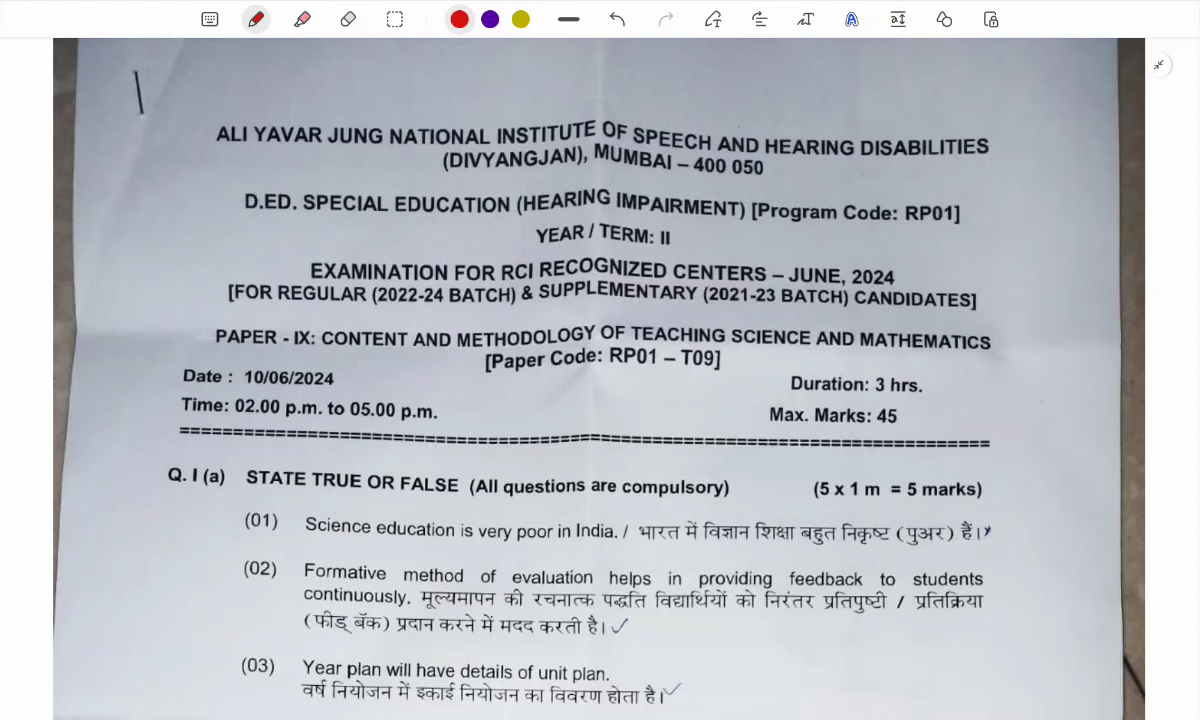 ALI YAVAR JUNG NATIONAL INSTITUTE OF SPEECH AND HEARING DISABILITIES
(DIVYANGJAN), MUMBAI – 400 050
D.ED. SPECIAL EDUCATION (HEARING IMPAIRMENT) [Program Code: RP01]
YEAR / TERM: II
EXAMINATION FOR RCI RECOGNIZED CENTERS – JUNE, 2024
[FOR REGULAR (2022-24 BATCH) & SUPPLEMENTARY (2021-23 BATCH) CANDIDATES]
PAPER - IX: CONTENT AND METHODOLOGY OF TEACHING SCIENCE AND MATHEMATICS
[Paper Code: RP01 – T09]
Date : 10/06/2024 Duration: 3 hrs.
Time: 02.00 p.m. to 05.00 p.m. Max. Marks: 45
Q. I (a) STATE TRUE OR FALSE (All questions are compulsory) (5 x 1 m = 5 marks)
(01) Science education is very poor in India. / भारत में विज्ञान शिक्षा बहुत निकृष्ट (पुअर) हैं।
(02) Formative method of evaluation helps in providing feedback to students
continuously. मूल्यमापन की रचनात्क पद्धति विद्यार्थियों को निरंतर प्रतिपुष्टी / प्रतिक्रिया
(फीड् बॅक) प्रदान करने में मदद करती है।
(03) Year plan will have details of unit plan.
वर्ष नियोजन में इकाई नियोजन का विवरण होता है।